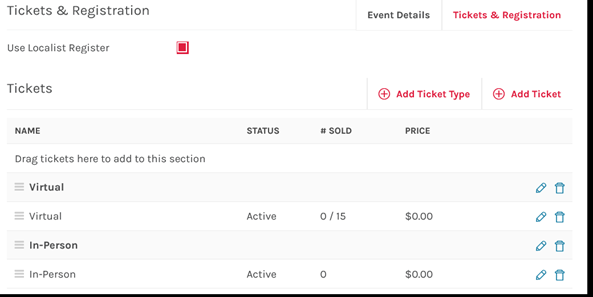 Tickets & Registration
Event Details
Tickets & Registration
Use Localist Register
Tickets
Add Ticket Type
Add Ticket
NAME STATUS # SOLD PRICE
Drag tickets here to add to this section
Virtual
Virtual Active 0 / 15 $0.00
In-Person
In-Person Active 0 $0.00